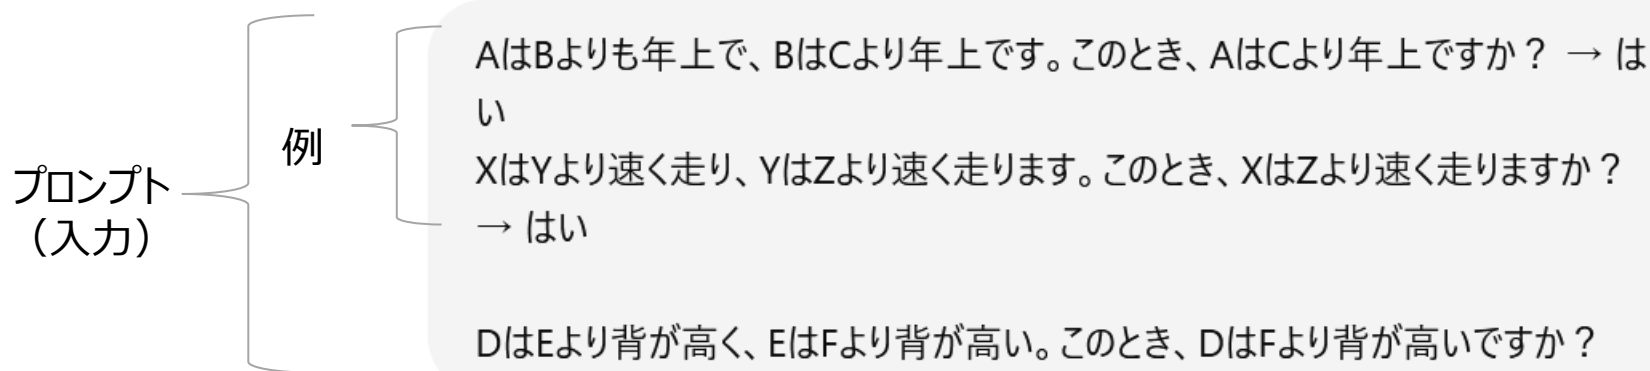 プロンプト
（入力）
例
AはBよりも年上で、BはCより年上です。このとき、AはCより年上ですか？ → は
い
XはYより速く走り、YはZより速く走ります。このとき、XはZより速く走りますか？
→ はい
DはEより背が高く、EはFより背が高い。このとき、DはFより背が高いですか？